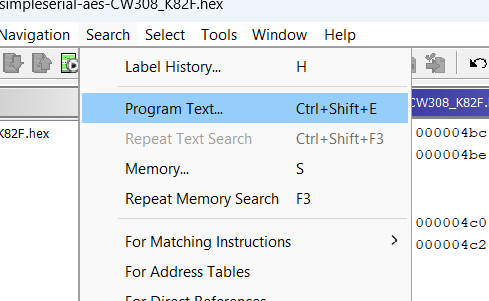 simpleserial-aes-CW308_K82F.hex
Navigation Search Select Tools Window Help
Label History... H
Program Text... Ctrl+Shift+E
CW308_K82F.
K82F.hex
Repeat Text Search Ctrl+Shift+F3
000004bc
Memory... S
000004be
Repeat Memory Search F3
000004c0
For Matching Instructions
000004c2
For Address Tables
For Direct References